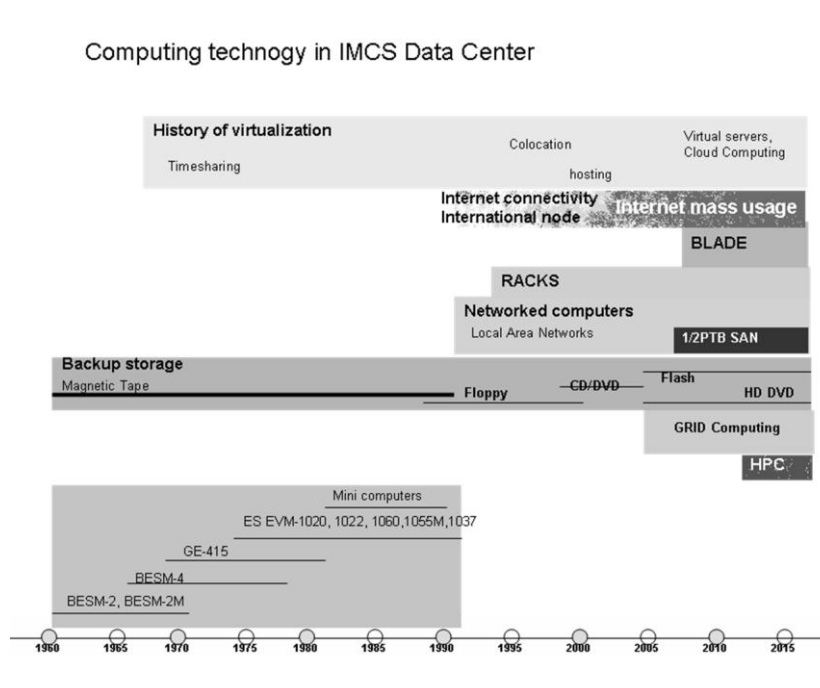 Computing technogy in IMCS Data Center
History of virtualization
Timesharing
Colocation
hosting
Virtual servers,
Cloud Computing
Internet connectivity
International node
Internet mass usage
BLADE
RACKS
Networked computers
Local Area Networks
1/2PTB SAN
Backup storage
Magnetic Tape
Floppy
CD/DVD
Flash
HD DVD
GRID Computing
HPC
Mini computers
ES EVM-1020, 1022, 1060,1055M,1037
GE-415
BESM-4
BESM-2, BESM-2M
1960 1965 1970 1975 1980 1985 1990 1995 2000 2005 2010 2015